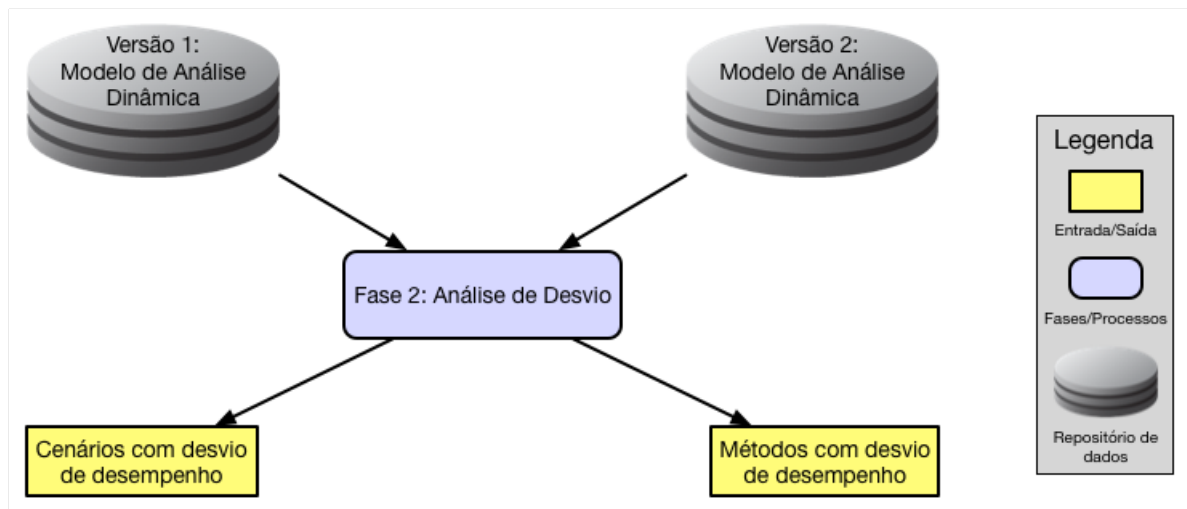 Versão 1:
Modelo de Análise
Dinâmica
Versão 2:
Modelo de Análise
Dinâmica
Legenda
Entrada/Saída
Fases/Processos
Repositório de
dados
Fase 2: Análise de Desvio
Cenários com desvio
de desempenho
Métodos com desvio
de desempenho